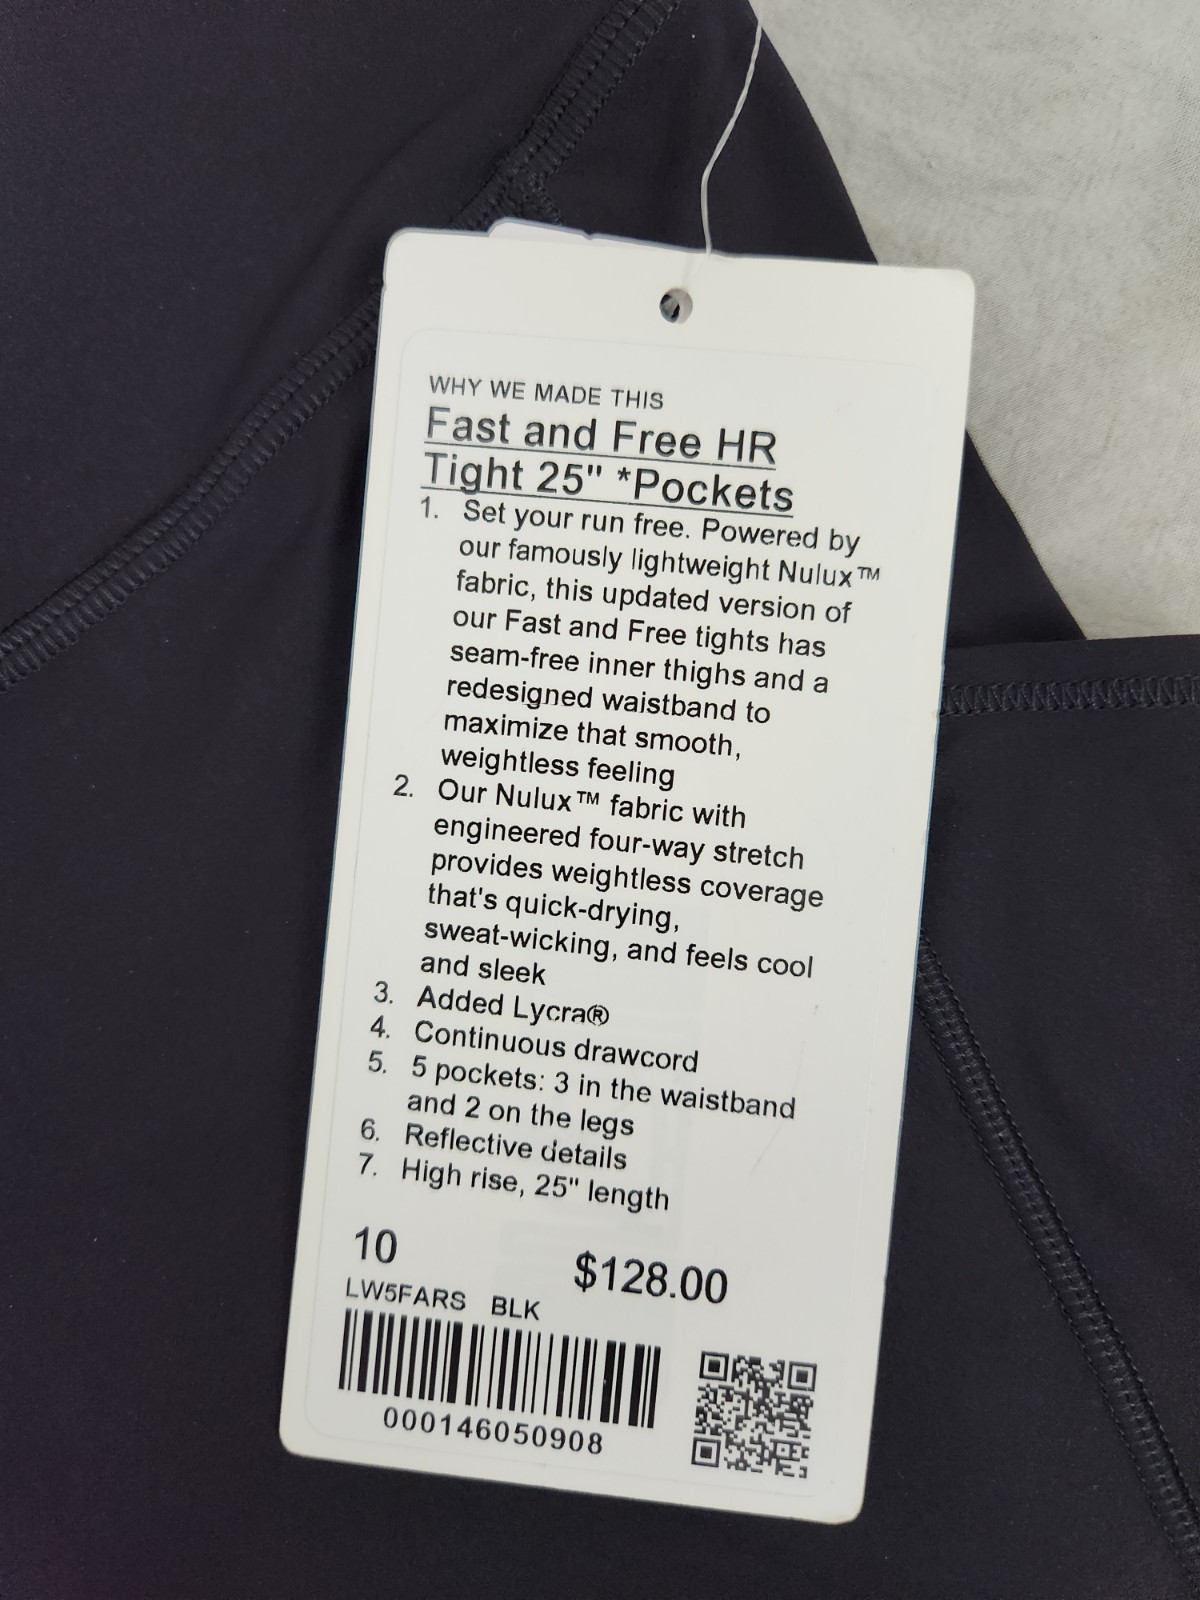 WHY WE MADE THIS
Fast and Free HR
Tight 25" *Pockets
1. Set your run free. Powered by
our famously lightweight Nulux™
fabric, this updated version of
our Fast and Free tights has
seam-free inner thighs and a
redesigned waistband to
maximize that smooth,
weightless feeling
2. Our Nulux™ fabric with
engineered four-way stretch
provides weightless coverage
that's quick-drying,
sweat-wicking, and feels cool
and sleek
3. Added Lycra®
4. Continuous drawcord
5. 5 pockets: 3 in the waistband
and 2 on the legs
6. Reflective details
7. High rise, 25" length
10 $128.00
LW5FARS BLK
000146050908